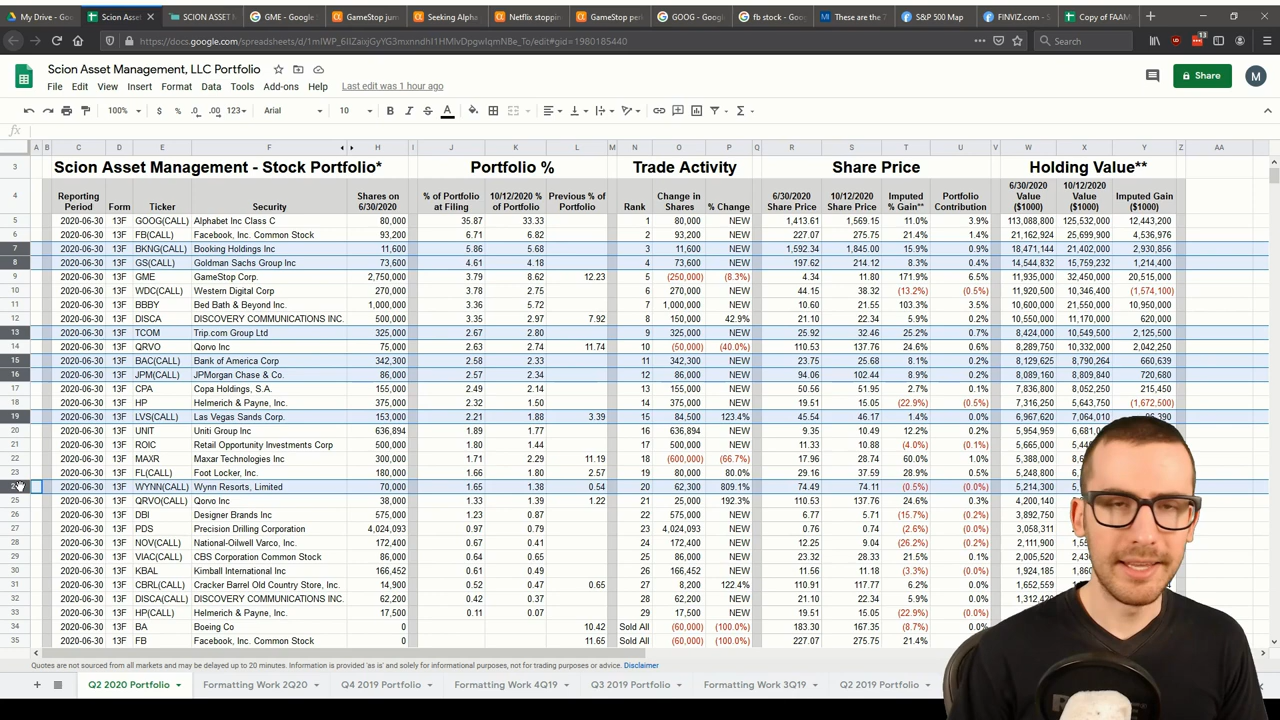 My Drive - G
Scion Asset
SCION ASSET M
GME - Google
GameStop jum
Seeking Alpha
Netflix stoppin
GameStop per
GOOG - Googl
fb stock - Goog
These are the 7
S&P 500 Map
FINVIZ.com - S
Copy of FAAM
https://docs.google.com/spreadsheets/d/
edit#gid=1980185440
Search
13
Scion Asset Management, LLC Portfolio
File Edit View Insert Format Data Tools Add-ons Help Last edit was 1 hour ago
Share
M
100% $ % .0 .00 123 Arial 10 B I S A
fx
A B C D E F H I J K L M N O P Q R S T U V W X Y Z AA
3 Scion Asset Management - Stock Portfolio* Portfolio % Trade Activity Share Price Holding Value**
4 Reporting Period Form Ticker Security Shares on 6/30/2020 % of Portfolio at Filing 10/12/2020 % of Portfolio Previous % of Portfolio Rank Change in Shares % Change 6/30/2020 Share Price 10/12/2020 Share Price Imputed % Gain** Portfolio Contribution 6/30/2020 Value ($1000) 10/12/2020 Value ($1000) Imputed Gain ($1000)
5 2020-06-30 13F GOOG(CALL) Alphabet Inc Class C 80,000 35.87 33.33 1 80,000 NEW 1,413.61 1,569.15 11.0% 3.9% 113,088,800 125,532,000 12,443,200
6 2020-06-30 13F FB(CALL) Facebook, Inc. Common Stock 93,200 6.71 6.82 2 93,200 NEW 227.07 275.75 21.4% 1.4% 21,162,924 25,699,900 4,536,976
7 2020-06-30 13F BKNG(CALL) Booking Holdings Inc 11,600 5.86 5.68 3 11,600 NEW 1,592.34 1,845.00 15.9% 0.9% 18,471,144 21,402,000 2,930,856
8 2020-06-30 13F GS(CALL) Goldman Sachs Group Inc 73,600 4.61 4.18 4 73,600 NEW 197.62 214.12 8.3% 0.4% 14,544,832 15,759,232 1,214,400
9 2020-06-30 13F GME GameStop Corp. 2,750,000 3.79 8.62 12.23 5 (250,000) (8.3%) 4.34 11.80 171.9% 6.5% 11,935,000 32,450,000 20,515,000
10 2020-06-30 13F WDC(CALL) Western Digital Corp 270,000 3.78 2.75 6 270,000 NEW 44.15 38.32 (13.2%) (0.5%) 11,920,500 10,346,400 (1,574,100)
11 2020-06-30 13F BBBY Bed Bath & Beyond Inc. 1,000,000 3.36 5.72 7 1,000,000 NEW 10.60 21.55 103.3% 3.5% 10,600,000 21,550,000 10,950,000
12 2020-06-30 13F DISCA DISCOVERY COMMUNICATIONS INC. 500,000 3.35 2.97 7.92 8 150,000 42.9% 21.10 22.34 5.9% 0.2% 10,550,000 11,170,000 620,000
13 2020-06-30 13F TCOM Trip.com Group Ltd 325,000 2.67 2.80 9 325,000 NEW 25.92 32.46 25.2% 0.7% 8,424,000 10,549,500 2,125,500
14 2020-06-30 13F QRVO Qorvo Inc 75,000 2.63 2.74 11.74 10 (50,000) (40.0%) 110.53 137.76 24.6% 0.6% 8,289,750 10,332,000 2,042,250
15 2020-06-30 13F BAC(CALL) Bank of America Corp 342,300 2.58 2.33 11 342,300 NEW 23.75 25.68 8.1% 0.2% 8,129,625 8,790,264 660,639
16 2020-06-30 13F JPM(CALL) JPMorgan Chase & Co. 86,000 2.57 2.34 12 86,000 NEW 94.06 102.44 8.9% 0.2% 8,089,160 8,809,840 720,680
17 2020-06-30 13F CPA Copa Holdings, S.A. 155,000 2.49 2.14 13 155,000 NEW 50.56 51.95 2.7% 0.1% 7,836,800 8,052,250 215,450
18 2020-06-30 13F HP Helmerich & Payne, Inc. 375,000 2.32 1.50 14 375,000 NEW 19.51 15.05 (22.9%) (0.5%) 7,316,250 5,643,750 (1,672,500)
19 2020-06-30 13F LVS(CALL) Las Vegas Sands Corp. 153,000 2.21 1.88 3.39 15 84,500 123.4% 45.54 46.17 1.4% 0.0% 6,967,620 7,064,010
20 2020-06-30 13F UNIT Uniti Group Inc 636,894 1.89 1.77 16 636,894 NEW 9.35 10.49 12.2% 0.2% 5,954,959
21 2020-06-30 13F ROIC Retail Opportunity Investments Corp 500,000 1.80 1.44 17 500,000 NEW 11.33 10.88 (4.0%) (0.1%) 5,665,000
22 2020-06-30 13F MAXR Maxar Technologies Inc 300,000 1.71 2.29 11.19 18 (600,000) (66.7%) 17.96 28.74 60.0% 1.0% 5,388,000
23 2020-06-30 13F FL(CALL) Foot Locker, Inc. 180,000 1.66 1.80 2.57 19 80,000 80.0% 29.16 37.59 28.9% 0.5% 5,248,800
2020-06-30 13F WYNN(CALL) Wynn Resorts, Limited 70,000 1.65 1.38 0.54 20 62,300 809.1% 74.49 74.11 (0.5%) (0.0%) 5,214,300
25 2020-06-30 13F QRVO(CALL) Qorvo Inc 38,000 1.33 1.39 1.22 21 25,000 192.3% 110.53 137.76 24.6% 0.3% 4,200,140
26 2020-06-30 13F DBI Designer Brands Inc 575,000 1.23 0.87 22 575,000 NEW 6.77 5.71 (15.7%) (0.2%) 3,892,750
27 2020-06-30 13F PDS Precision Drilling Corporation 4,024,093 0.97 0.79 23 4,024,093 NEW 0.76 0.74 (2.6%) (0.0%) 3,058,311
28 2020-06-30 13F NOV(CALL) National-Oilwell Varco, Inc. 172,400 0.67 0.41 24 172,400 NEW 12.25 9.04 (26.2%) (0.2%) 2,111,900
29 2020-06-30 13F VIAC(CALL) CBS Corporation Common Stock 86,000 0.64 0.65 25 86,000 NEW 23.32 28.33 21.5% 0.1% 2,005,520
30 2020-06-30 13F KBAL Kimball International Inc 166,452 0.61 0.49 26 166,452 NEW 11.56 11.18 (3.3%) (0.0%) 1,924,185
31 2020-06-30 13F CBRL(CALL) Cracker Barrel Old Country Store, Inc. 14,900 0.52 0.47 0.65 27 8,200 122.4% 110.91 117.77 6.2% 0.0% 1,652,559
32 2020-06-30 13F DISCA(CALL) DISCOVERY COMMUNICATIONS INC. 62,200 0.42 0.37 28 62,200 NEW 21.10 22.34 5.9% 0.0%
33 2020-06-30 13F HP(CALL) Helmerich & Payne, Inc. 17,500 0.11 0.07 29 17,500 NEW 19.51 15.05 (22.9%) (0.0%)
34 2020-06-30 13F BA Boeing Co 0 10.42 Sold All (60,000) (100.0%) 183.30 167.35 (8.7%) 0.0%
35 2020-06-30 13F FB Facebook, Inc. Common Stock 0 11.65 Sold All (60,000) (100.0%) 227.07 275.75 21.4%
Quotes are not sourced from all markets and may be delayed up to 20 minutes. Information is provided 'as is' and solely for informational purposes, not for trading purposes or advice. Disclaimer
Q2 2020 Portfolio Formatting Work 2Q20 Q4 2019 Portfolio Formatting Work 4Q19 Q3 2019 Portfolio Formatting Work 3Q19 Q2 2019 Portfolio